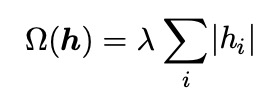 Ω(𝒉) = λ ∑ᵢ |hᵢ|